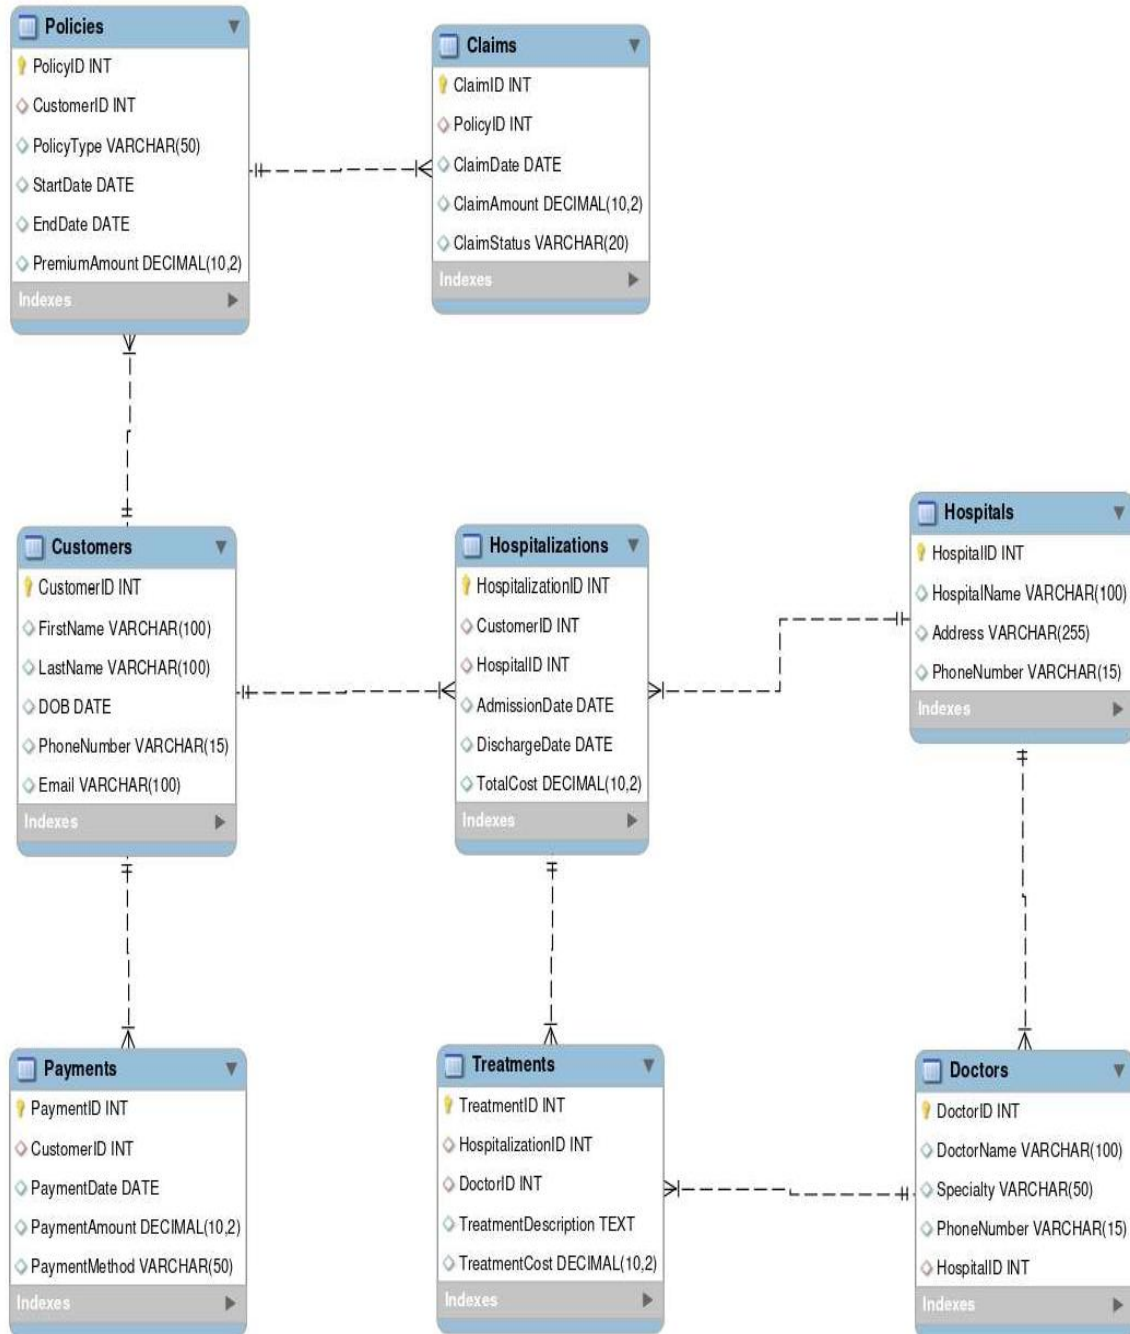 Policies
PolicyID INT
CustomerID INT
PolicyType VARCHAR(50)
StartDate DATE
EndDate DATE
PremiumAmount DECIMAL(10,2)
Indexes
Claims
ClaimID INT
PolicyID INT
ClaimDate DATE
ClaimAmount DECIMAL(10,2)
ClaimStatus VARCHAR(20)
Indexes
Customers
CustomerID INT
FirstName VARCHAR(100)
LastName VARCHAR(100)
DOB DATE
PhoneNumber VARCHAR(15)
Email VARCHAR(100)
Indexes
Hospitalizations
HospitalizationID INT
CustomerID INT
HospitalID INT
AdmissionDate DATE
DischargeDate DATE
TotalCost DECIMAL(10,2)
Indexes
Hospitals
HospitalID INT
HospitalName VARCHAR(100)
Address VARCHAR(255)
PhoneNumber VARCHAR(15)
Indexes
Payments
PaymentID INT
CustomerID INT
PaymentDate DATE
PaymentAmount DECIMAL(10,2)
PaymentMethod VARCHAR(50)
Indexes
Treatments
TreatmentID INT
HospitalizationID INT
DoctorID INT
TreatmentDescription TEXT
TreatmentCost DECIMAL(10,2)
Indexes
Doctors
DoctorID INT
DoctorName VARCHAR(100)
Specialty VARCHAR(50)
PhoneNumber VARCHAR(15)
HospitalID INT
Indexes